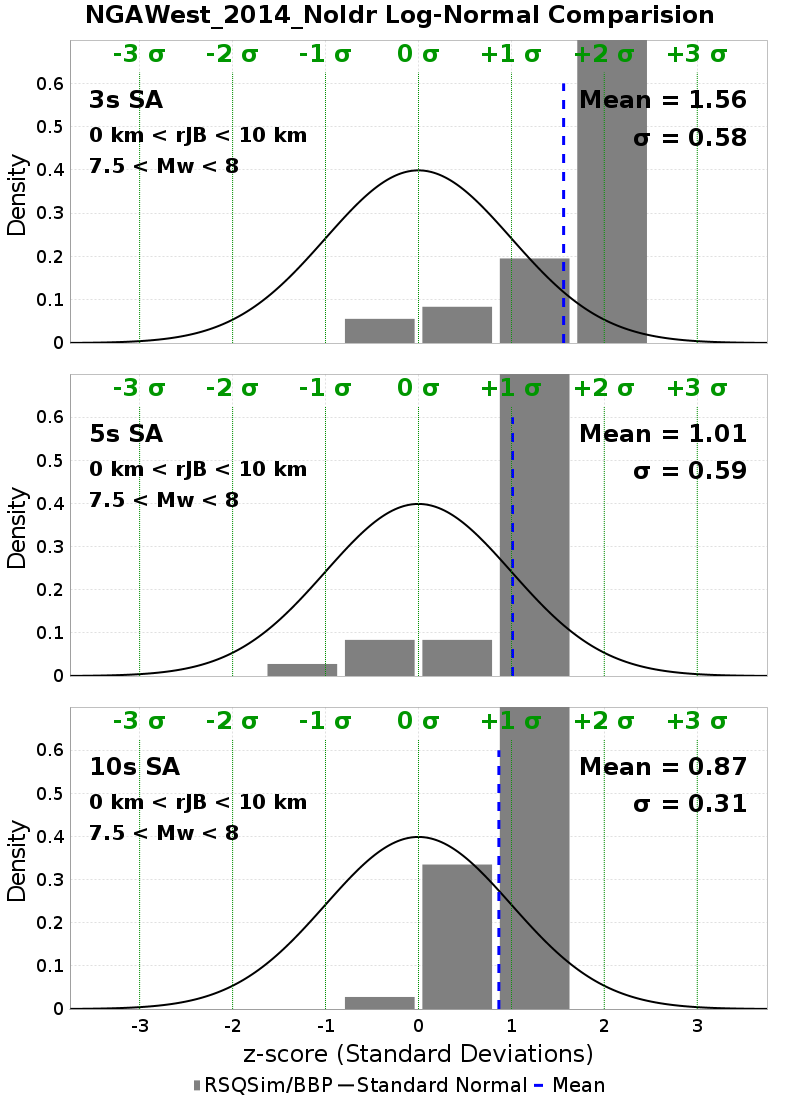 NGAWest_2014_NoIdr Log-Normal Comparision
-3 σ -2 σ -1 σ 0 σ +1 σ +2 σ +3 σ
3s SA
Mean = 1.56
0 km < rJB < 10 km
σ = 0.58
7.5 < Mw < 8
0.6
0.5
0.4
0.3
0.2
0.1
0
Density
-3 σ -2 σ -1 σ 0 σ +1 σ +2 σ +3 σ
5s SA
Mean = 1.01
0 km < rJB < 10 km
σ = 0.59
7.5 < Mw < 8
0.6
0.5
0.4
0.3
0.2
0.1
0
Density
-3 σ -2 σ -1 σ 0 σ +1 σ +2 σ +3 σ
10s SA
Mean = 0.87
0 km < rJB < 10 km
σ = 0.31
7.5 < Mw < 8
0.6
0.5
0.4
0.3
0.2
0.1
0
Density
-3 -2 -1 0 1 2 3
z-score (Standard Deviations)
RSQSim/BBP Standard Normal Mean